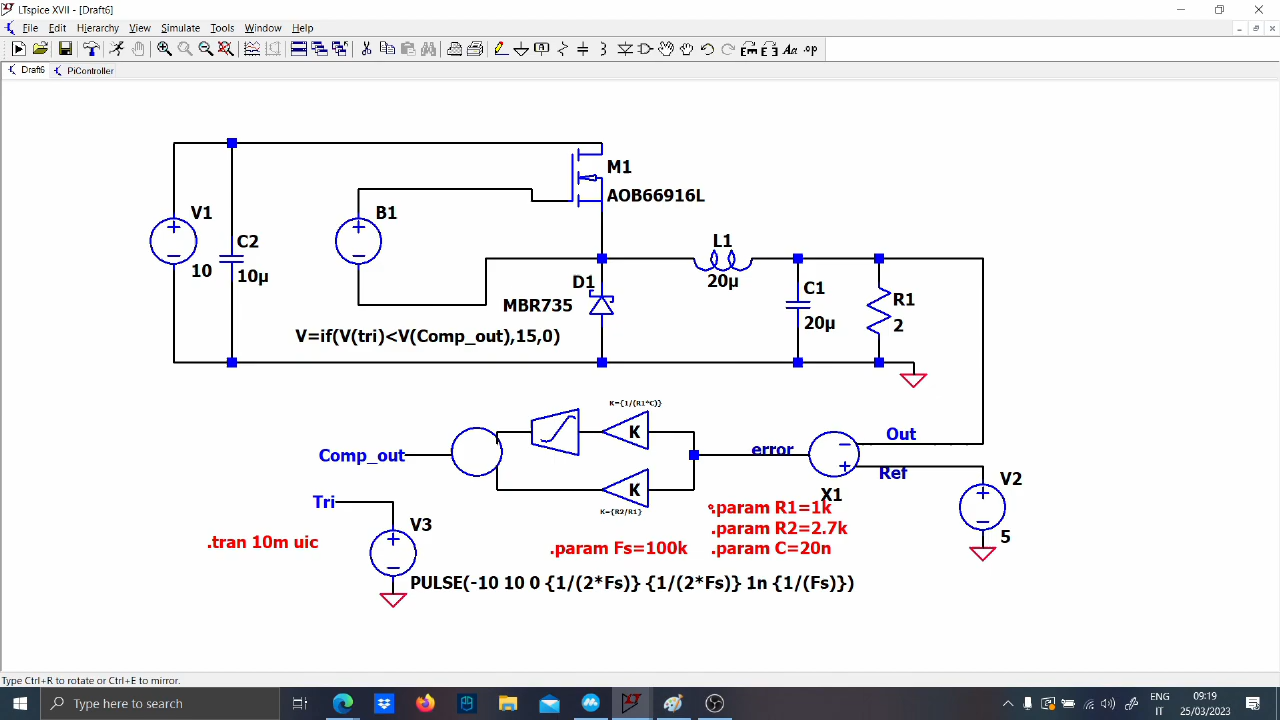 LTspice XVII - [Draft6]
File Edit Hierarchy View Simulate Tools Window Help
Draft6 PiController
M1
AOB66916L
V1
10
C2
10µ
B1
L1
20µ
D1
MBR735
C1
20µ
R1
2
V=if(V(tri)<V(Comp_out),15,0)
K={1/(R1*C)}
K
Comp_out
error
Out
Ref
K
K={R2/R1}
X1
V2
5
Tri
V3
.param R1=1k
.param R2=2.7k
.param C=20n
.param Fs=100k
.tran 10m uic
PULSE(-10 10 0 {1/(2*Fs)} {1/(2*Fs)} 1n {1/(Fs)})
Type Ctrl+R to rotate or Ctrl+E to mirror.
Type here to search
ENG
IT
09:19
25/03/2023